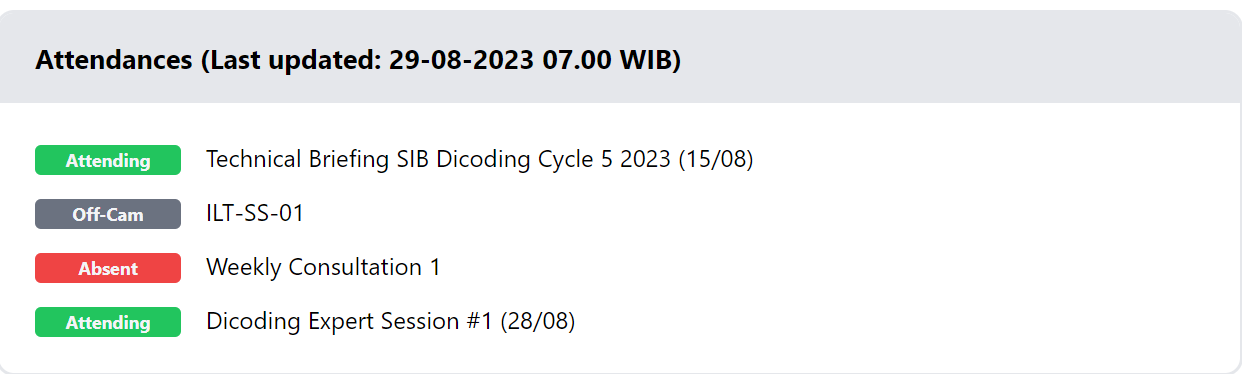 Attendances (Last updated: 29-08-2023 07.00 WIB)
Attending Technical Briefing SIB Dicoding Cycle 5 2023 (15/08)
Off-Cam ILT-SS-01
Absent Weekly Consultation 1
Attending Dicoding Expert Session #1 (28/08)